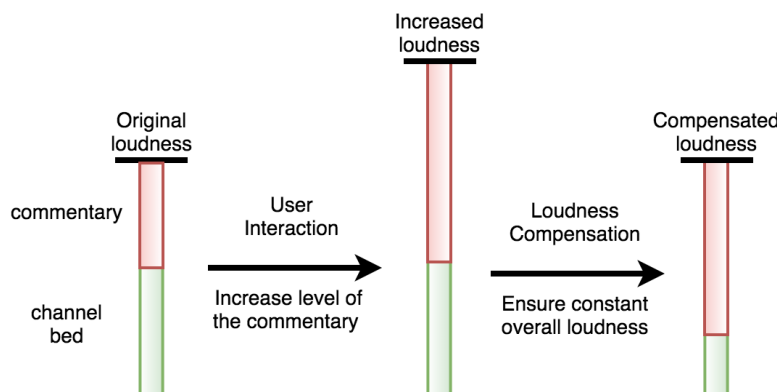 Original
loudness
commentary
channel
bed
User
Interaction
Increase level of
the commentary
Increased
loudness
Loudness
Compensation
Ensure constant
overall loudness
Compensated
loudness